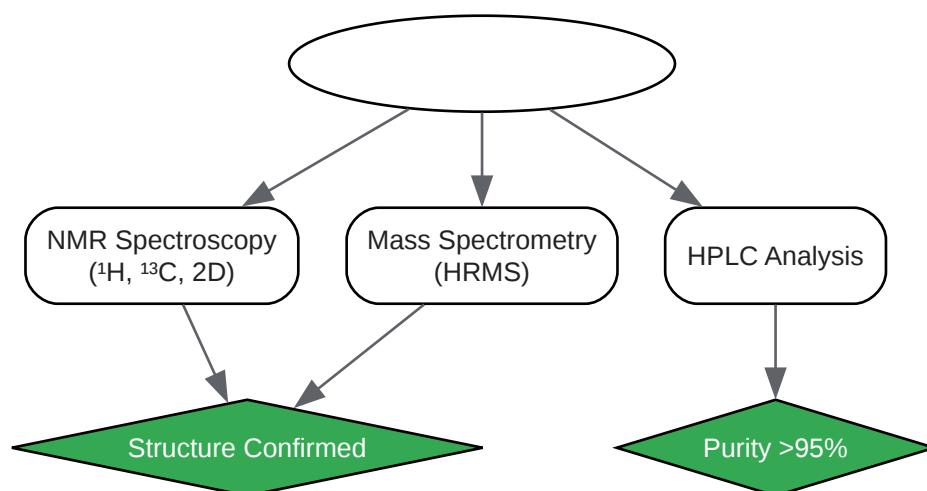 NMR Spectroscopy
(¹H, ¹³C, 2D)
Mass Spectrometry
(HRMS)
HPLC Analysis
Structure Confirmed
Purity >95%